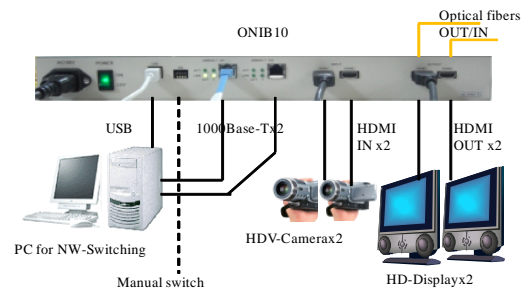 Optical fibers
ONIB10
OUT/IN
POWER
USB
1000Base-Tx2
HDMI
IN x2
HDMI
OUT x2
PC for NW-Switching
HDV-Camerax2
HD-Displayx2
Manual switch